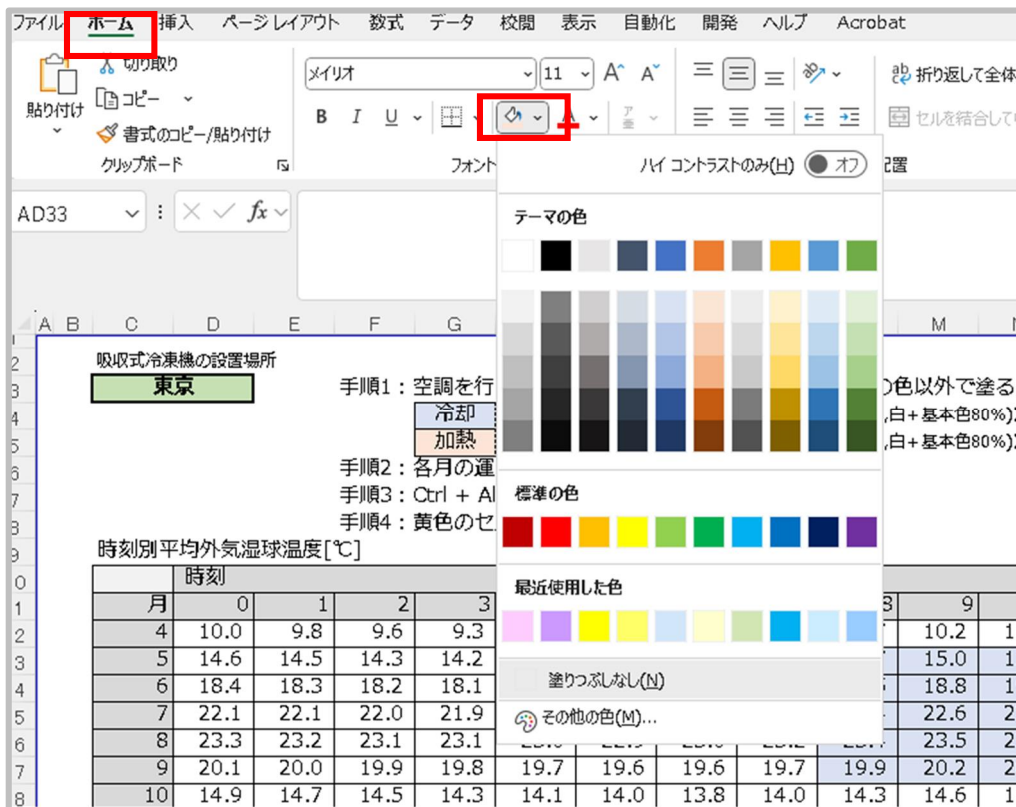 ファイル ホーム 挿入 ページ レイアウト 数式 データ 校閲 表示 自動化 開発 ヘルプ Acrobat
切り取り
コピー
書式のコピー/貼り付け
貼り付け
クリップボード
メイリオ 11
B I U A
フォント
ab 折り返して全体
セルを結合して
配置
AD33 fx
ハイ コントラストのみ(H) オフ
テーマの色
標準の色
最近使用した色
塗りつぶしなし(N)
その他の色(M)...
A B C D E F G M
吸収式冷凍機の設置場所
東京
手順1：空調を行
の色以外で塗る
冷却
,白+基本色80%)
加熱
,白+基本色80%)
手順2：各月の運
手順3：Ctrl + Al
手順4：黄色のセ
時刻別平均外気湿球温度[℃]
時刻
月 0 1 2 3 8 9
4 10.0 9.8 9.6 9.3 10.2
5 14.6 14.5 14.3 14.2 15.0
6 18.4 18.3 18.2 18.1 18.8
7 22.1 22.1 22.0 21.9 22.6
8 23.3 23.2 23.1 23.1 23.5
9 20.1 20.0 19.9 19.8 19.7 19.6 19.6 19.7 19.9 20.2
10 14.9 14.7 14.5 14.3 14.1 14.0 13.8 14.0 14.3 14.6